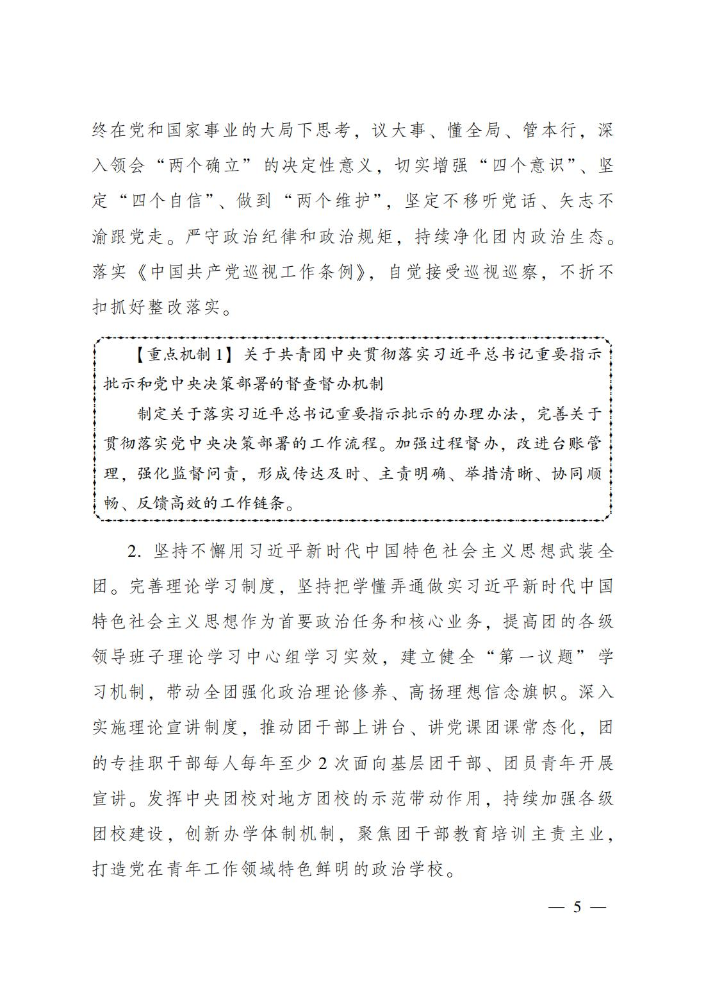 终在党和国家事业的大局下思考，议大事、懂全局、管本行，深
入领会“两个确立”的决定性意义，切实增强“四个意识”、坚
定“四个自信”、做到“两个维护”，坚定不移听党话、矢志不
渝跟党走。严守政治纪律和政治规矩，持续净化团内政治生态。
落实《中国共产党巡视工作条例》，自觉接受巡视巡察，不折不
扣抓好整改落实。
【重点机制1】关于共青团中央贯彻落实习近平总书记重要指示
批示和党中央决策部署的督查督办机制
制定关于落实习近平总书记重要指示批示的办理办法，完善关于
贯彻落实党中央决策部署的工作流程。加强过程督办，改进台账管
理，强化监督问责，形成传达及时、主责明确、举措清晰、协同顺
畅、反馈高效的工作链条。
2. 坚持不懈用习近平新时代中国特色社会主义思想武装全
团。完善理论学习制度，坚持把学懂弄通做实习近平新时代中国
特色社会主义思想作为首要政治任务和核心业务，提高团的各级
领导班子理论学习中心组学习实效，建立健全“第一议题”学
习机制，带动全团强化政治理论修养、高扬理想信念旗帜。深入
实施理论宣讲制度，推动团干部上讲台、讲党课团课常态化，团
的专挂职干部每人每年至少2次面向基层团干部、团员青年开展
宣讲。发挥中央团校对地方团校的示范带动作用，持续加强各级
团校建设，创新办学体制机制，聚焦团干部教育培训主责主业，
打造党在青年工作领域特色鲜明的政治学校。
— 5 —